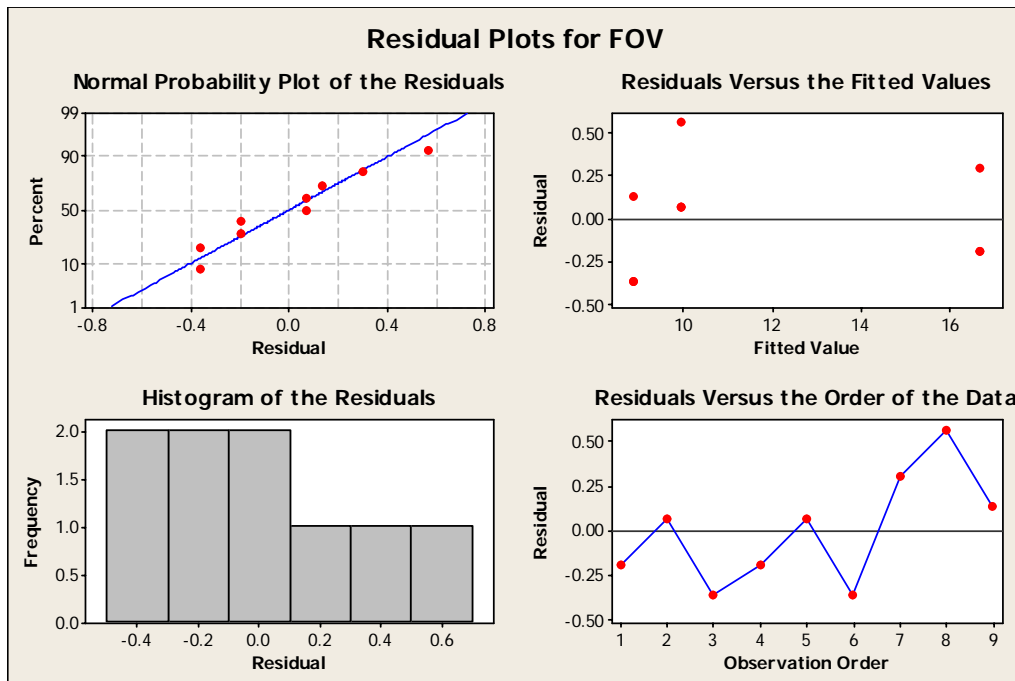 Residual Plots for FOV
Normal Probability Plot of the Residuals
99
90
50
10
1
Percent
-0.8 -0.4 0.0 0.4 0.8
Residual
Residuals Versus the Fitted Values
0.50
0.25
0.00
-0.25
-0.50
Residual
10 12 14 16
Fitted Value
Histogram of the Residuals
2.0
1.5
1.0
0.5
0.0
Frequency
-0.4 -0.2 0.0 0.2 0.4 0.6
Residual
Residuals Versus the Order of the Data
0.50
0.25
0.00
-0.25
-0.50
Residual
1 2 3 4 5 6 7 8 9
Observation Order